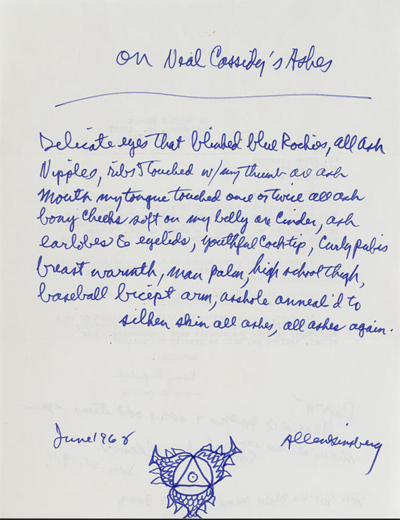 on Neal Cassidy's Ashes
Delicate eyes that blinked blue Rockies, all ash
Nipples, ribs I touched w/ my thumb are ash
Mouth my tongue touched once or twice all ash
bony cheeks soft on my belly are Cinder, ash
earlobes & eyelids, youthful cocktip, Curly pubis
breast warmth, man palm, high school thigh,
baseball bicept arm, asshole anneal'd to
silken skin all ashes, all ashes again.
June 1968
Allen Ginsberg